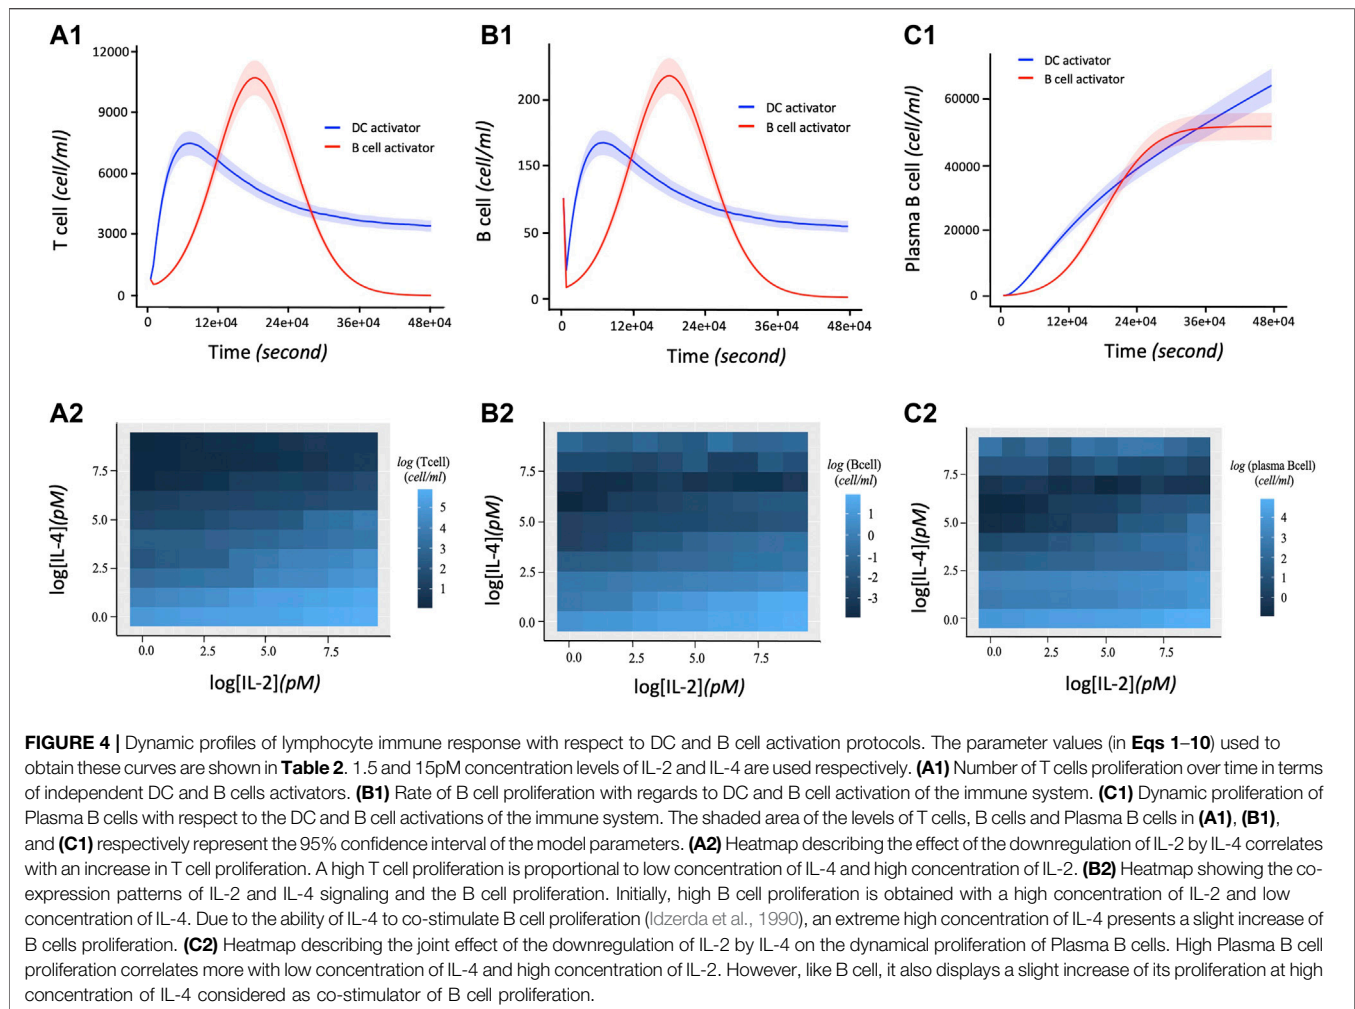 A1
12000
9000
6000
3000
0
T cell (cell/ml)
DC activator
B cell activator
0 12e+04 24e+04 36e+04 48e+04
Time (second)
B1
200
150
50
0
B cell (cell/ml)
DC activator
B cell activator
0 12e+04 24e+04 36e+04 48e+04
Time (second)
C1
60000
40000
20000
0
Plasma B cell (cell/ml)
DC activator
B cell activator
0 12e+04 24e+04 36e+04 48e+04
Time (second)
A2
7.5
5.0
2.5
0.0
log[IL-4](pM)
0.0 2.5 5.0 7.5
log[IL-2](pM)
log (Tcell)
(cell/ml)
5
4
3
2
1
B2
7.5
5.0
2.5
0.0
log[IL-4](pM)
0.0 2.5 5.0 7.5
log[IL-2](pM)
log (Bcell)
(cell/ml)
1
0
-1
-2
-3
C2
7.5
5.0
2.5
0.0
log[IL-4](pM)
0.0 2.5 5.0 7.5
log[IL-2](pM)
log (plasma Bcell)
(cell/ml)
4
3
2
1
0
FIGURE 4 | Dynamic profiles of lymphocyte immune response with respect to DC and B cell activation protocols. The parameter values (in Eqs 1–10) used to
obtain these curves are shown in Table 2. 1.5 and 15pM concentration levels of IL-2 and IL-4 are used respectively. (A1) Number of T cells proliferation over time in terms
of independent DC and B cells activators. (B1) Rate of B cell proliferation with regards to DC and B cell activation of the immune system. (C1) Dynamic proliferation of
Plasma B cells with respect to the DC and B cell activations of the immune system. The shaded area of the levels of T cells, B cells and Plasma B cells in (A1), (B1),
and (C1) respectively represent the 95% confidence interval of the model parameters. (A2) Heatmap describing the effect of the downregulation of IL-2 by IL-4 correlates
with an increase in T cell proliferation. A high T cell proliferation is proportional to low concentration of IL-4 and high concentration of IL-2. (B2) Heatmap showing the co-
expression patterns of IL-2 and IL-4 signaling and the B cell proliferation. Initially, high B cell proliferation is obtained with a high concentration of IL-2 and low
concentration of IL-4. Due to the ability of IL-4 to co-stimulate B cell proliferation (Idzerda et al., 1990), an extreme high concentration of IL-4 presents a slight increase of
B cells proliferation. (C2) Heatmap describing the joint effect of the downregulation of IL-2 by IL-4 on the dynamical proliferation of Plasma B cells. High Plasma B cell
proliferation correlates more with low concentration of IL-4 and high concentration of IL-2. However, like B cell, it also displays a slight increase of its proliferation at high
concentration of IL-4 considered as co-stimulator of B cell proliferation.